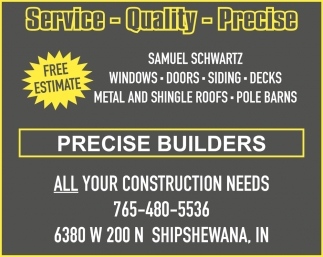 Service - Quality - Precise
FREE
ESTIMATE
SAMUEL SCHWARTZ
WINDOWS • DOORS • SIDING • DECKS
METAL AND SHINGLE ROOFS • POLE BARNS
PRECISE BUILDERS
ALL YOUR CONSTRUCTION NEEDS
765-480-5536
6380 W 200 N SHIPSHEWANA, IN